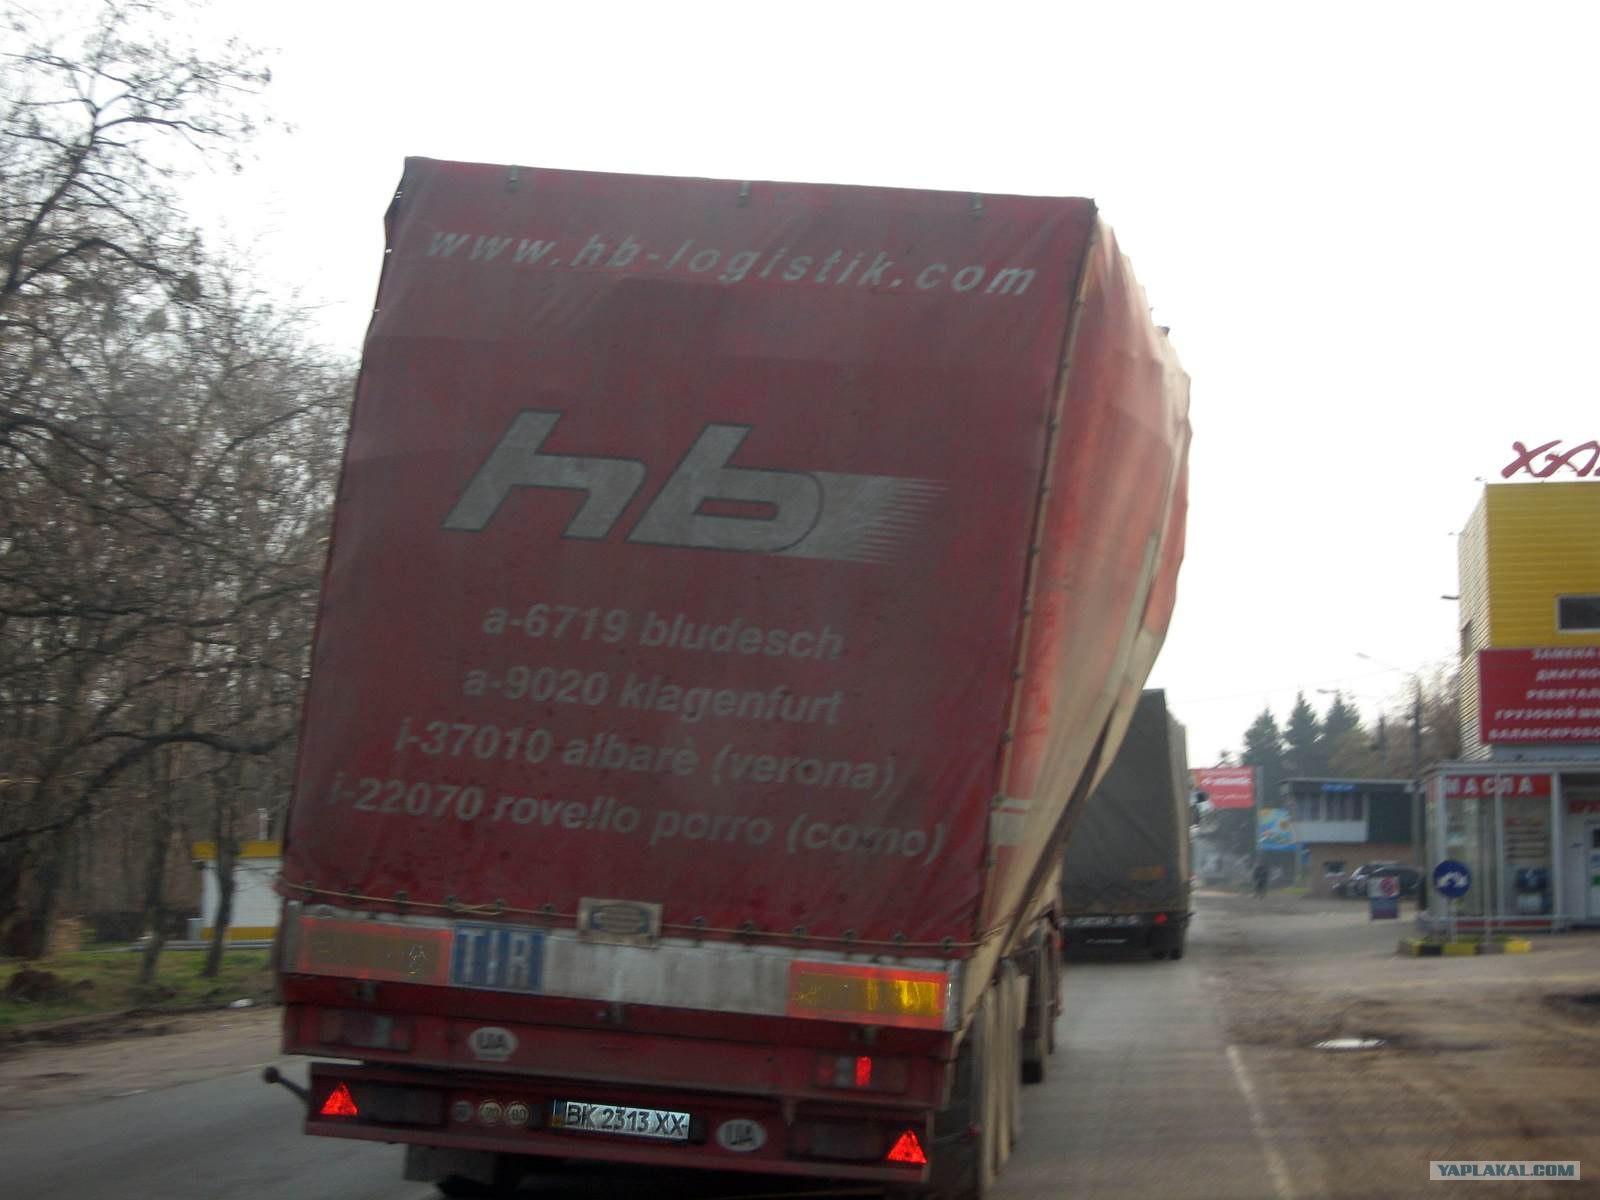 www.hb-logistik.com
hb
a-6719 bludesch
a-9020 klagenfurt
i-37010 albarè (verona)
i-22070 rovello porro (como)
TIR
UA
BK 2313 XX
UA
80
МАСЛА
YAPLAKAL.COM